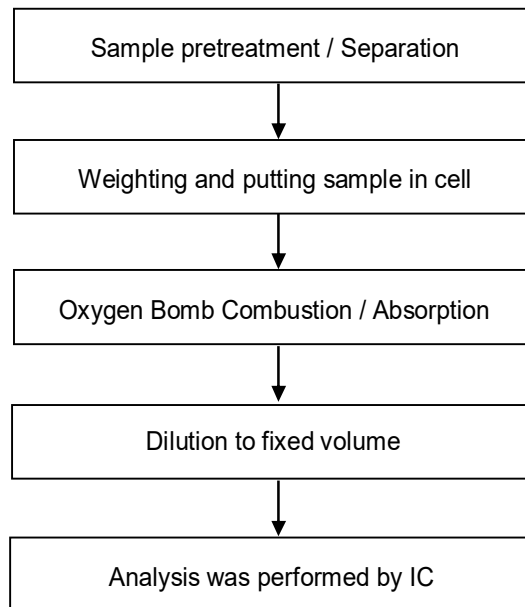 Sample pretreatment / Separation
Weighting and putting sample in cell
Oxygen Bomb Combustion / Absorption
Dilution to fixed volume
Analysis was performed by IC